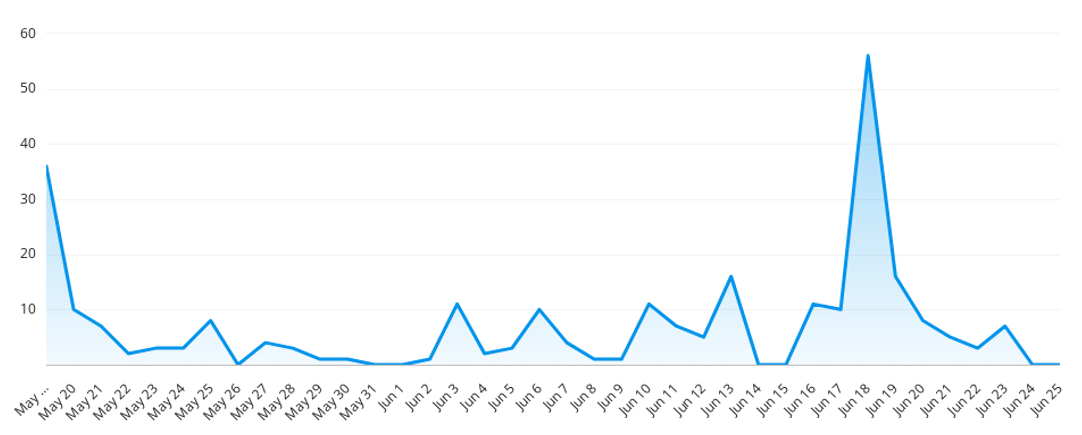 60
50
40
30
20
10
May ...
May 20
May 21
May 22
May 23
May 24
May 25
May 26
May 27
May 28
May 29
May 30
May 31
Jun 1
Jun 2
Jun 3
Jun 4
Jun 5
Jun 6
Jun 7
Jun 8
Jun 9
Jun 10
Jun 11
Jun 12
Jun 13
Jun 14
Jun 15
Jun 16
Jun 17
Jun 18
Jun 19
Jun 20
Jun 21
Jun 22
Jun 23
Jun 24
Jun 25